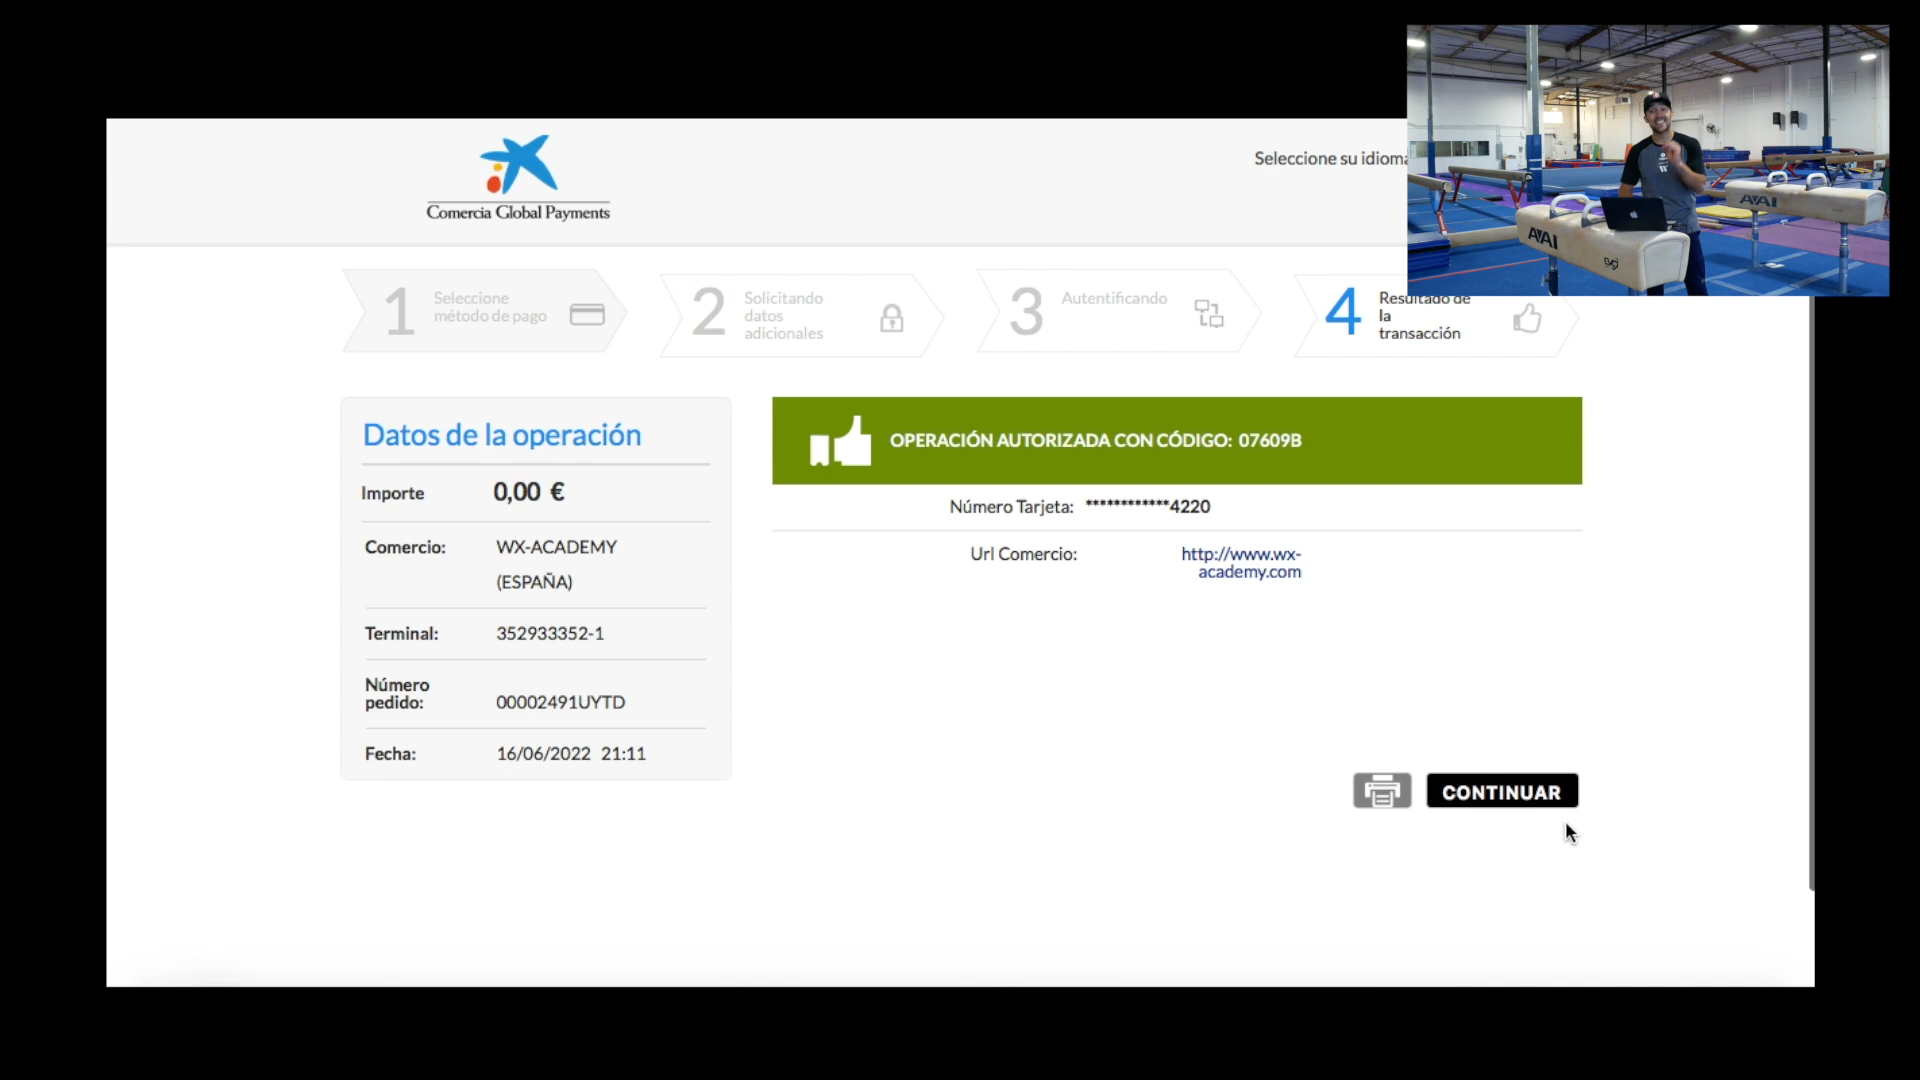 Comercia Global Payments
Seleccione su idioma
1 Seleccione
método de pago
2 Solicitando
datos
adicionales
3 Autentificando
4 Resultado de
la
transacción
Datos de la operación
Importe 0,00 €
Comercio: WX-ACADEMY
(ESPAÑA)
Terminal: 352933352-1
Número
pedido: 00002491UYTD
Fecha: 16/06/2022 21:11
OPERACIÓN AUTORIZADA CON CÓDIGO: 07609B
Número Tarjeta: ************4220
Url Comercio: http://www.wx-
academy.com
CONTINUAR
AAI
AAI